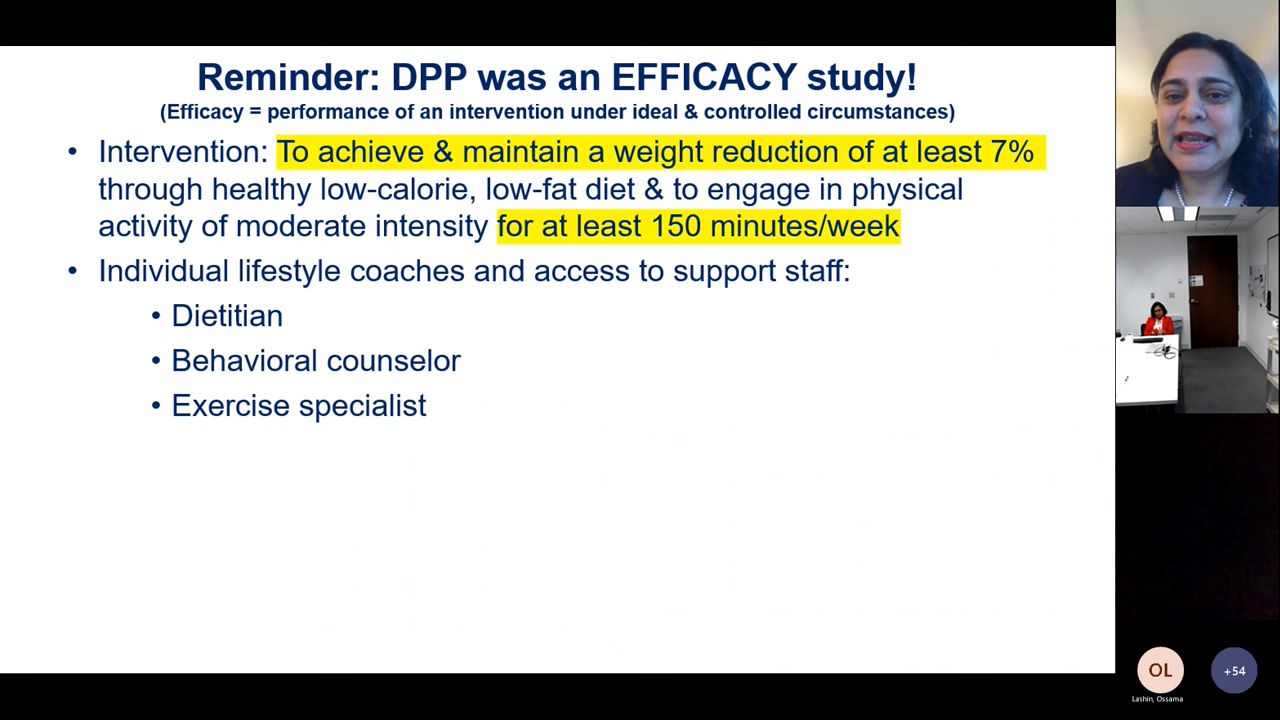 Reminder: DPP was an EFFICACY study!
(Efficacy = performance of an intervention under ideal & controlled circumstances)
• Intervention: To achieve & maintain a weight reduction of at least 7%
through healthy low-calorie, low-fat diet & to engage in physical
activity of moderate intensity for at least 150 minutes/week
• Individual lifestyle coaches and access to support staff:
• Dietitian
• Behavioral counselor
• Exercise specialist
OL
+54
Lashin, Ossama